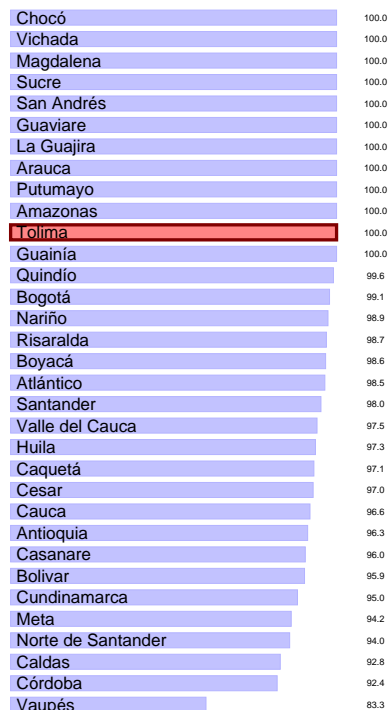 Chocó 100.0
Vichada 100.0
Magdalena 100.0
Sucre 100.0
San Andrés 100.0
Guaviare 100.0
La Guajira 100.0
Arauca 100.0
Putumayo 100.0
Amazonas 100.0
Tolima 100.0
Guainía 100.0
Quindío 99.6
Bogotá 99.1
Nariño 98.9
Risaralda 98.7
Boyacá 98.6
Atlántico 98.5
Santander 98.0
Valle del Cauca 97.5
Huila 97.3
Caquetá 97.1
Cesar 97.0
Cauca 96.6
Antioquia 96.3
Casanare 96.0
Bolivar 95.9
Cundinamarca 95.0
Meta 94.2
Norte de Santander 94.0
Caldas 92.8
Córdoba 92.4
Vaupés 83.3